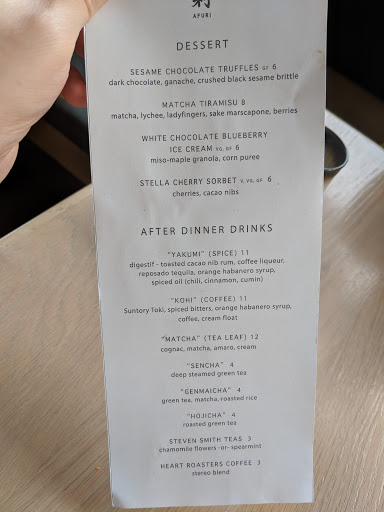 AFURI
DESSERT
SESAME CHOCOLATE TRUFFLES GF 6
dark chocolate, ganache, crushed black sesame brittle
MATCHA TIRAMISU 8
matcha, lychee, ladyfingers, sake marscapone, berries
WHITE CHOCOLATE BLUEBERRY
ICE CREAM VG, GF 6
miso-maple granola, corn puree
STELLA CHERRY SORBET V, VG, GF 6
cherries, cacao nibs
AFTER DINNER DRINKS
"YAKUMI" (SPICE) 11
digestif - toasted cacao nib rum, coffee liqueur,
reposado tequila, orange habanero syrup,
spiced oil (chili, cinnamon, cumin)
"KOHI" (COFFEE) 11
Suntory Toki, spiced bitters, orange habanero syrup,
coffee, cream float
"MATCHA" (TEA LEAF) 12
cognac, matcha, amaro, cream
"SENCHA" 4
deep steamed green tea
"GENMAICHA" 4
green tea, matcha, roasted rice
"HOJICHA" 4
roasted green tea
STEVEN SMITH TEAS 3
chamomile flowers -or- spearmint
HEART ROASTERS COFFEE 3
stereo blend